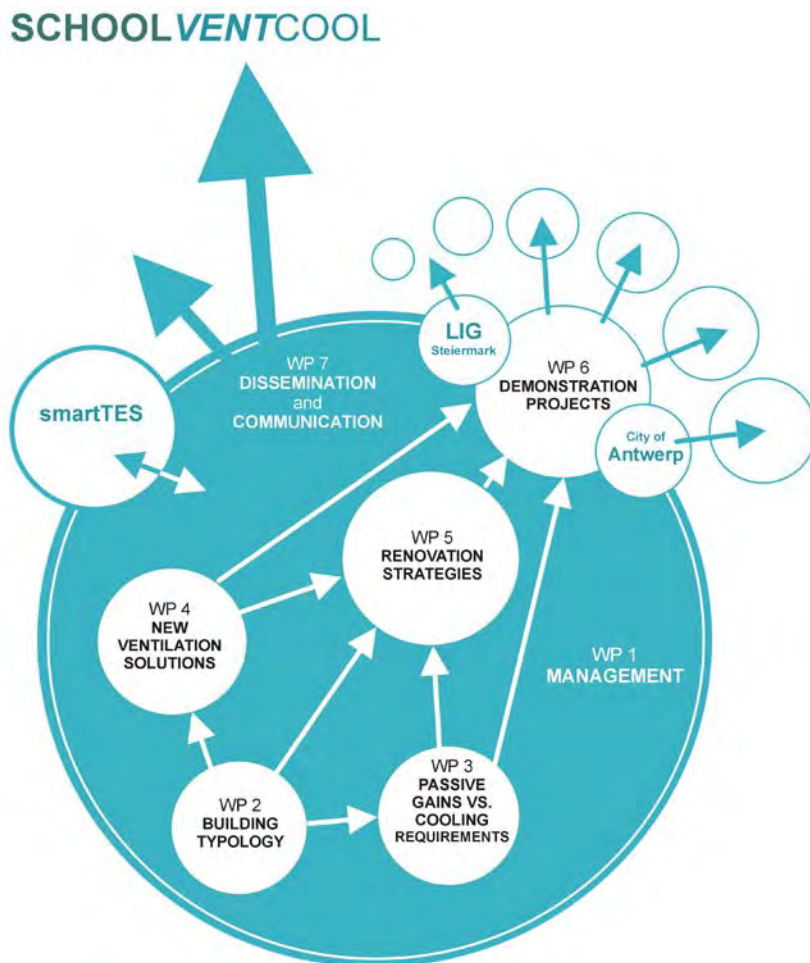 SCHOOLVENTCOOL
LIG
Steiermark
WP 7
DISSEMINATION
and
COMMUNICATION
WP 6
DEMONSTRATION
PROJECTS
smartTES
City of
Antwerp
WP 5
RENOVATION
STRATEGIES
WP 4
NEW
VENTILATION
SOLUTIONS
WP 1
MANAGEMENT
WP 3
PASSIVE
GAINS VS.
COOLING
REQUIREMENTS
WP 2
BUILDING
TYPOLOGY